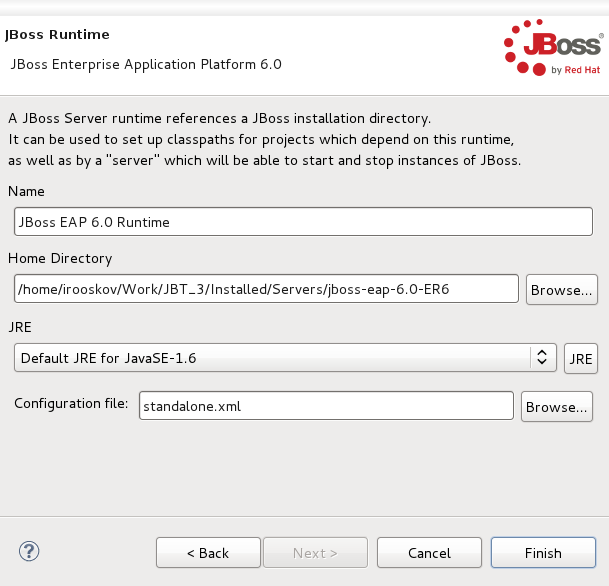 JBoss Runtime
JBoss Enterprise Application Platform 6.0
JBoss®
by Red Hat
A JBoss Server runtime references a JBoss installation directory.
It can be used to set up classpaths for projects which depend on this runtime,
as well as by a "server" which will be able to start and stop instances of JBoss.
Name
JBoss EAP 6.0 Runtime
Home Directory
/home/irooskov/Work/JBT_3/Installed/Servers/jboss-eap-6.0-ER6 Browse...
JRE
Default JRE for JavaSE-1.6 JRE
Configuration file: standalone.xml Browse...
? < Back Next > Cancel Finish